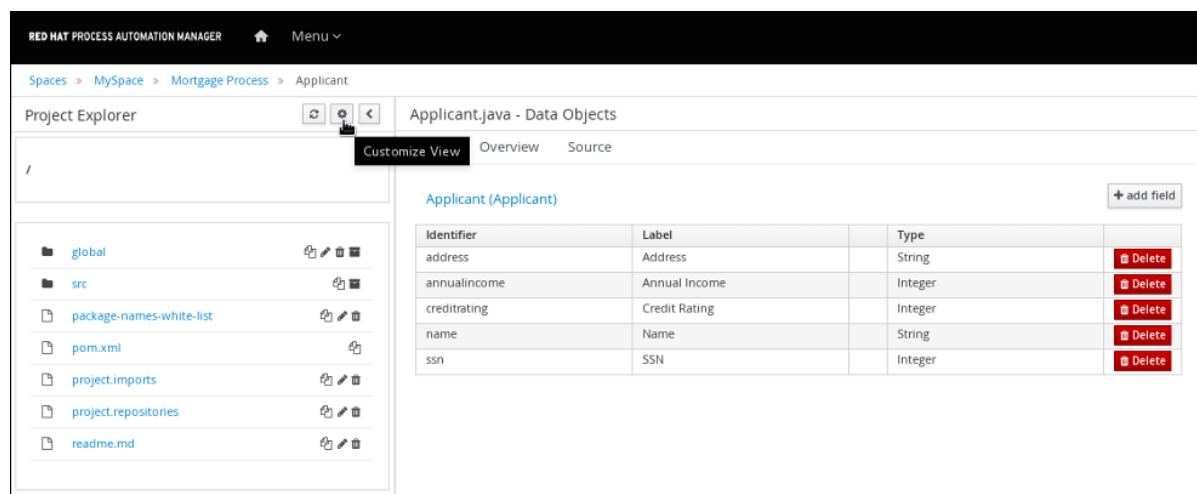 RED HAT PROCESS AUTOMATION MANAGER Menu
Spaces » MySpace » Mortgage Process » Applicant
Project Explorer
Customize View
/
global
src
package-names-white-list
pom.xml
project.imports
project.repositories
readme.md
Applicant.java - Data Objects
Overview Source
Applicant (Applicant)
+ add field
Identifier Label Type
address Address String Delete
annualincome Annual Income Integer Delete
creditrating Credit Rating Integer Delete
name Name String Delete
ssn SSN Integer Delete